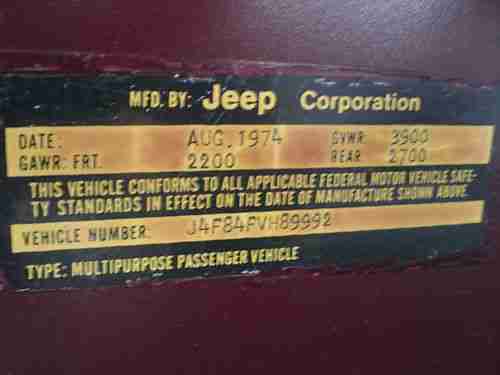 MFD. BY: Jeep Corporation
DATE: AUG. 1974 GVWR: 3900
GAWR: FRT. 2200 REAR 2700
THIS VEHICLE CONFORMS TO ALL APPLICABLE FEDERAL MOTOR VEHICLE SAFE-
TY STANDARDS IN EFFECT ON THE DATE OF MANUFACTURE SHOWN ABOVE
VEHICLE NUMBER: J4F84FVH89992
TYPE: MULTIPURPOSE PASSENGER VEHICLE